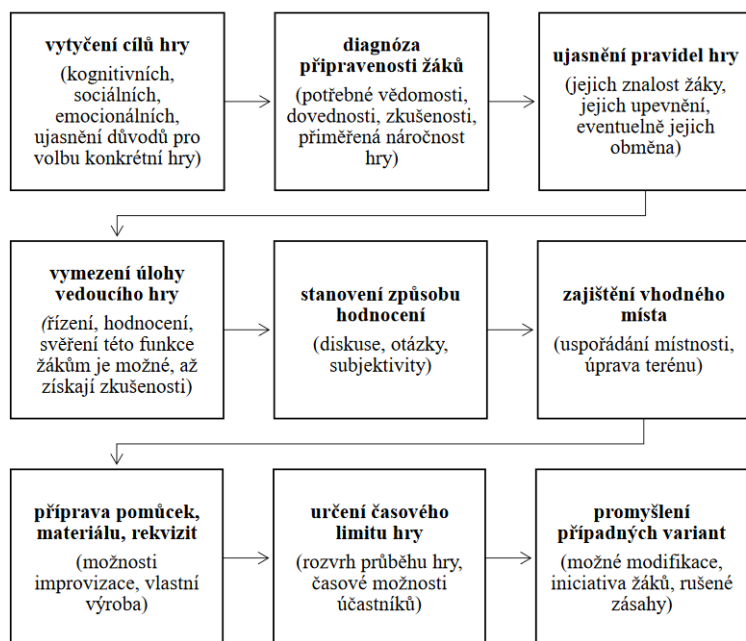 vytyčení cílů hry
(kognitivních,
sociálních,
emocionálních,
ujasnění důvodů pro
volbu konkrétní hry)
diagnóza
připravenosti žáků
(potřebné vědomosti,
dovednosti, zkušenosti,
přiměřená náročnost
hry)
ujasnění pravidel hry
(jejich znalost žáky,
jejich upevnění,
eventuelně jejich
obměna)
vymezení úlohy
vedoucího hry
(řízení, hodnocení,
svěření této funkce
žákům je možné, až
získají zkušenosti)
stanovení způsobu
hodnocení
(diskuse, otázky,
subjektivity)
zajištění vhodného
místa
(uspořádání místnosti,
úprava terénu)
příprava pomůcek,
materiálu, rekvizit
(možnosti
improvizace, vlastní
výroba)
určení časového
limitu hry
(rozvrh průběhu hry,
časové možnosti
účastníků)
promyšlení
případných variant
(možné modifikace,
iniciativa žáků, rušené
zásahy)